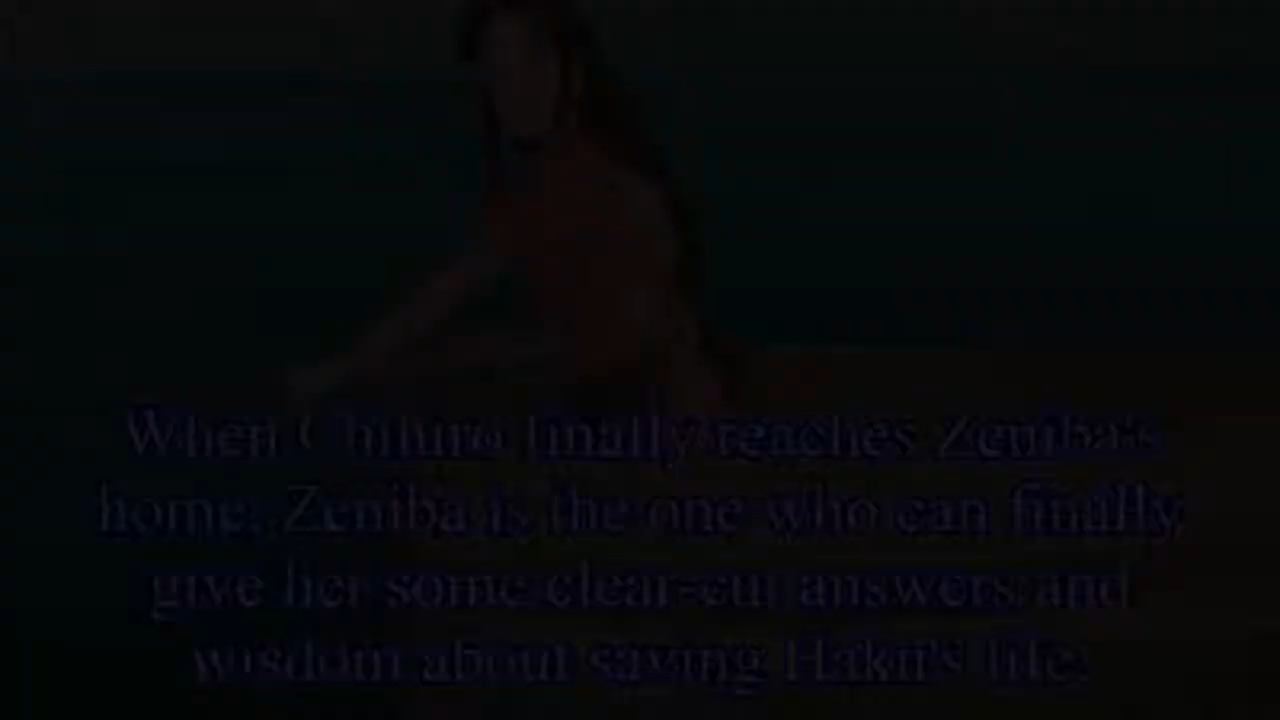 When Chihiro finally reaches Zeniba's
home, Zeniba is the one who can finally
give her some clear-cut answers and
wisdom about saving Haku's life.